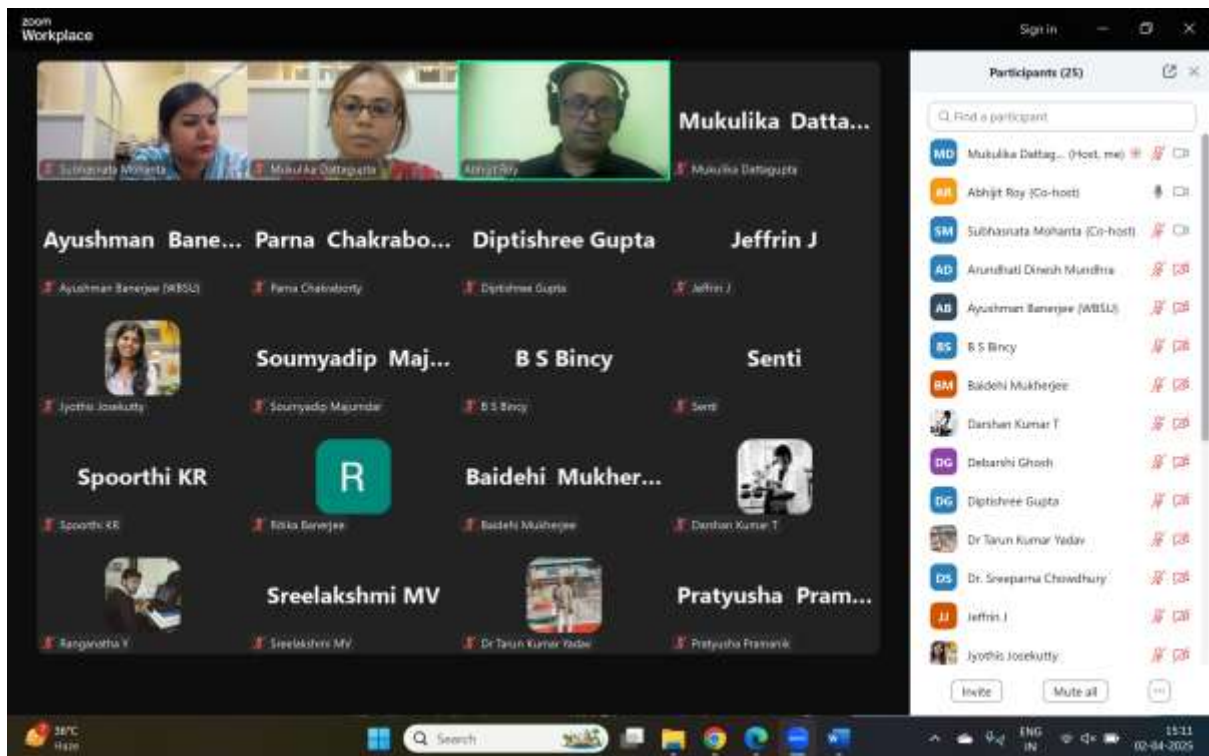 zoom
Workplace
Sign in
Participants (25)
Find a participant
Subhasnata Mohanta
Mukulika Dattagupta
Abhijit Roy
Mukulika Datta...
Mukulika Dattagupta
Ayushman Bane...
Ayushman Banerjee (WBSU)
Parna Chakrabo...
Parna Chakraborty
Diptishree Gupta
Diptishree Gupta
Jeffrin J
Jeffrin J
Jyothis Josekutty
Soumyadip Maj...
Soumyadip Majumdar
B S Bincy
B S Bincy
Senti
Senti
Spoorthi KR
Spoorthi KR
R
Ritika Banerjee
Baidehi Mukher...
Baidehi Mukherjee
Darshan Kumar T
Ranganatha V
Sreelakshmi MV
Sreelakshmi MV
Dr Tarun Kumar Yadav
Pratyusha Pram...
Pratyusha Pramanik
MD Mukulika Dattag... (Host, me)
AR Abhijit Roy (Co-host)
SM Subhasnata Mohanta (Co-host)
AD Arundhati Dinesh Mundhra
AB Ayushman Banerjee (WBSU)
BS B S Bincy
BM Baidehi Mukherjee
Darshan Kumar T
DG Debarshi Ghosh
DG Diptishree Gupta
Dr Tarun Kumar Yadav
DS Dr. Sreeparna Chowdhury
JJ Jeffrin J
Jyothis Josekutty
Invite
Mute all
36°C
Haze
Search
ENG
IN
15:11
02-04-2025